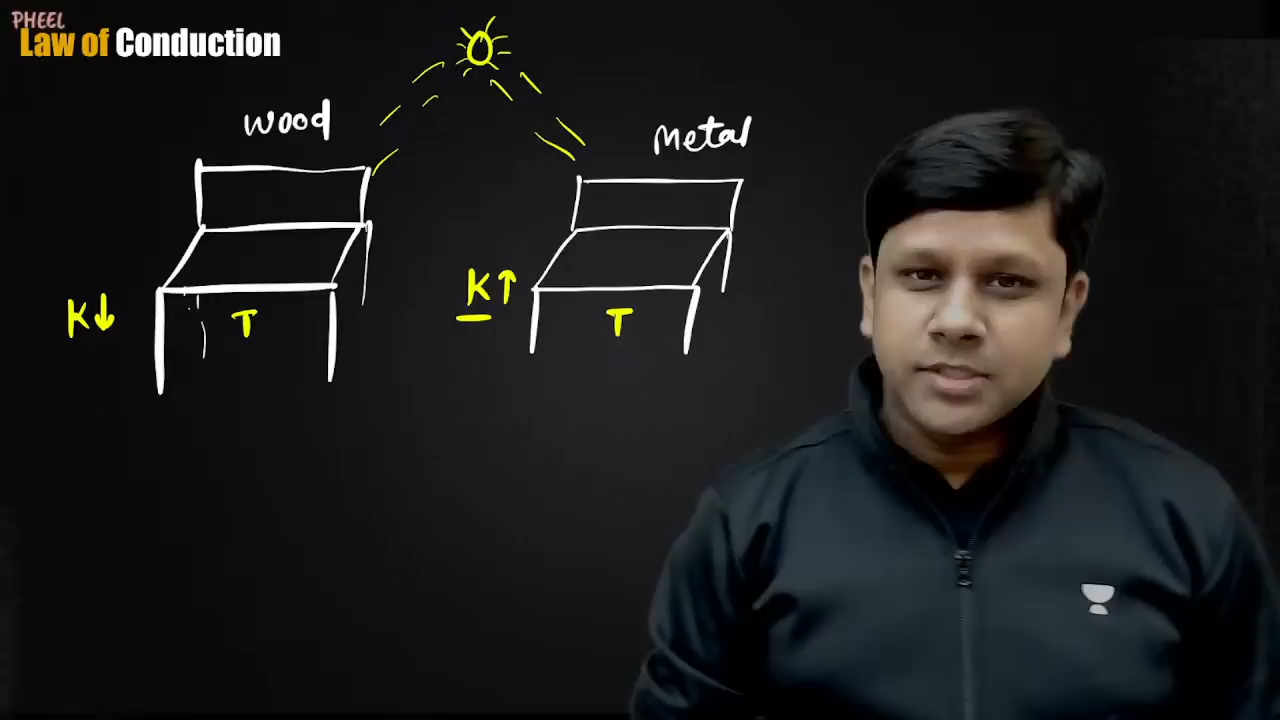 PHEEL
Law of Conduction
wood
Metal
K↓
T
K↑
T